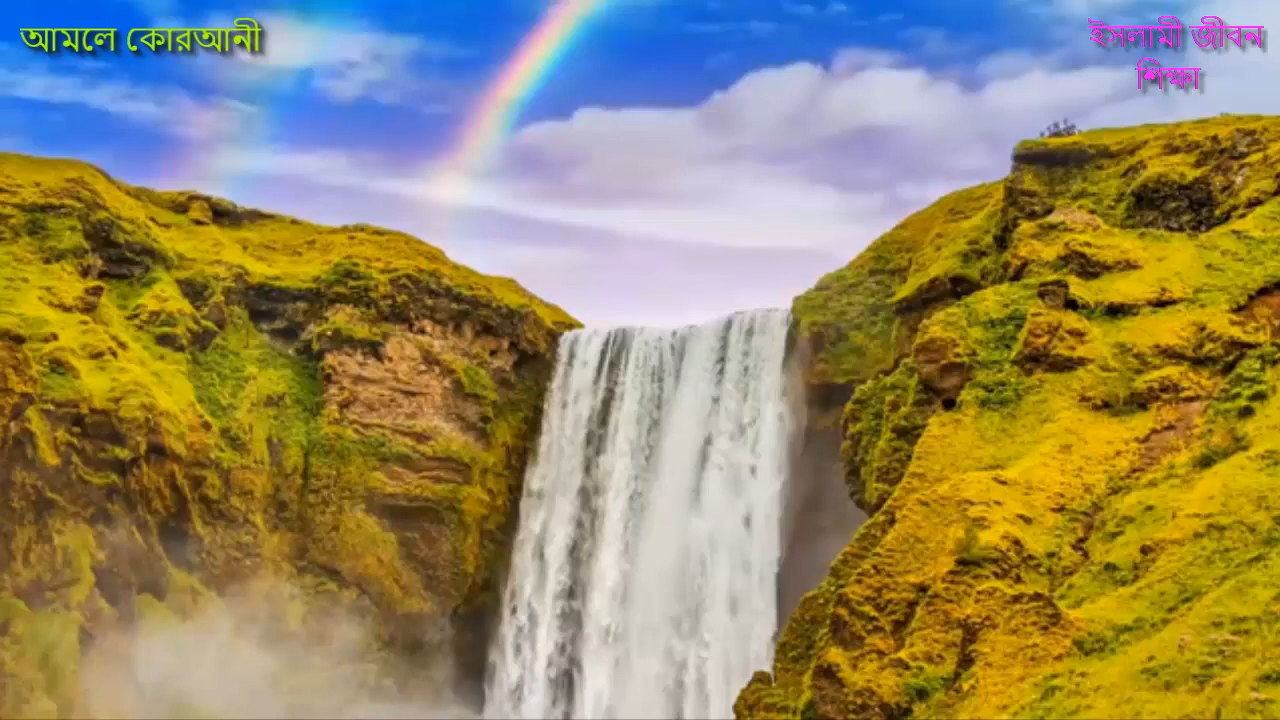 আমলে কোরআনী
ইসলামী জীবন
শিক্ষা